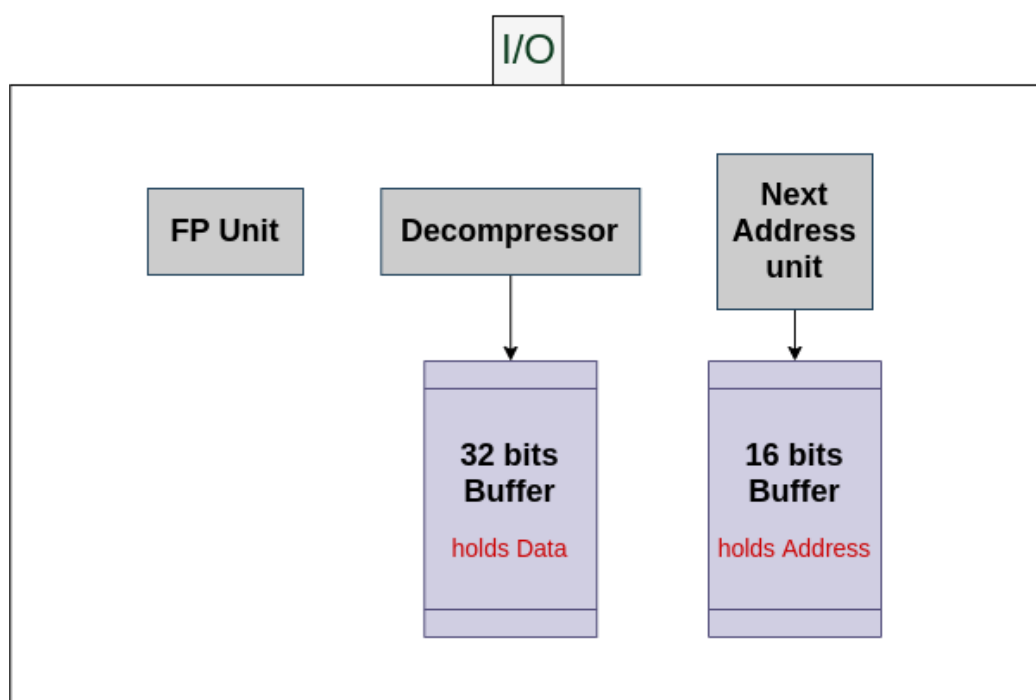 I/O
FP Unit
Decompressor
Next
Address
unit
32 bits
Buffer
holds Data
16 bits
Buffer
holds Address